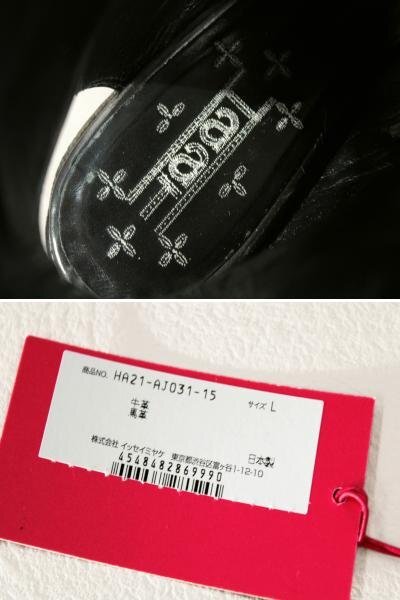 商品NO. HA21-AJ031-15
サイズ L
牛革
馬革
株式会社 イッセイミヤケ 東京都渋谷区富ヶ谷1-12-10
日本製
4548482869990